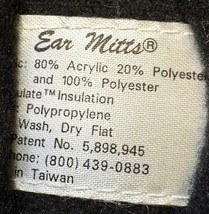 Ear Mitts®
c: 80% Acrylic 20% Polyester
and 100% Polyester
ulate™ Insulation
r: Polypropylene
Wash, Dry Flat
Patent No. 5,898,945
hone: (800) 439-0883
in Taiwan